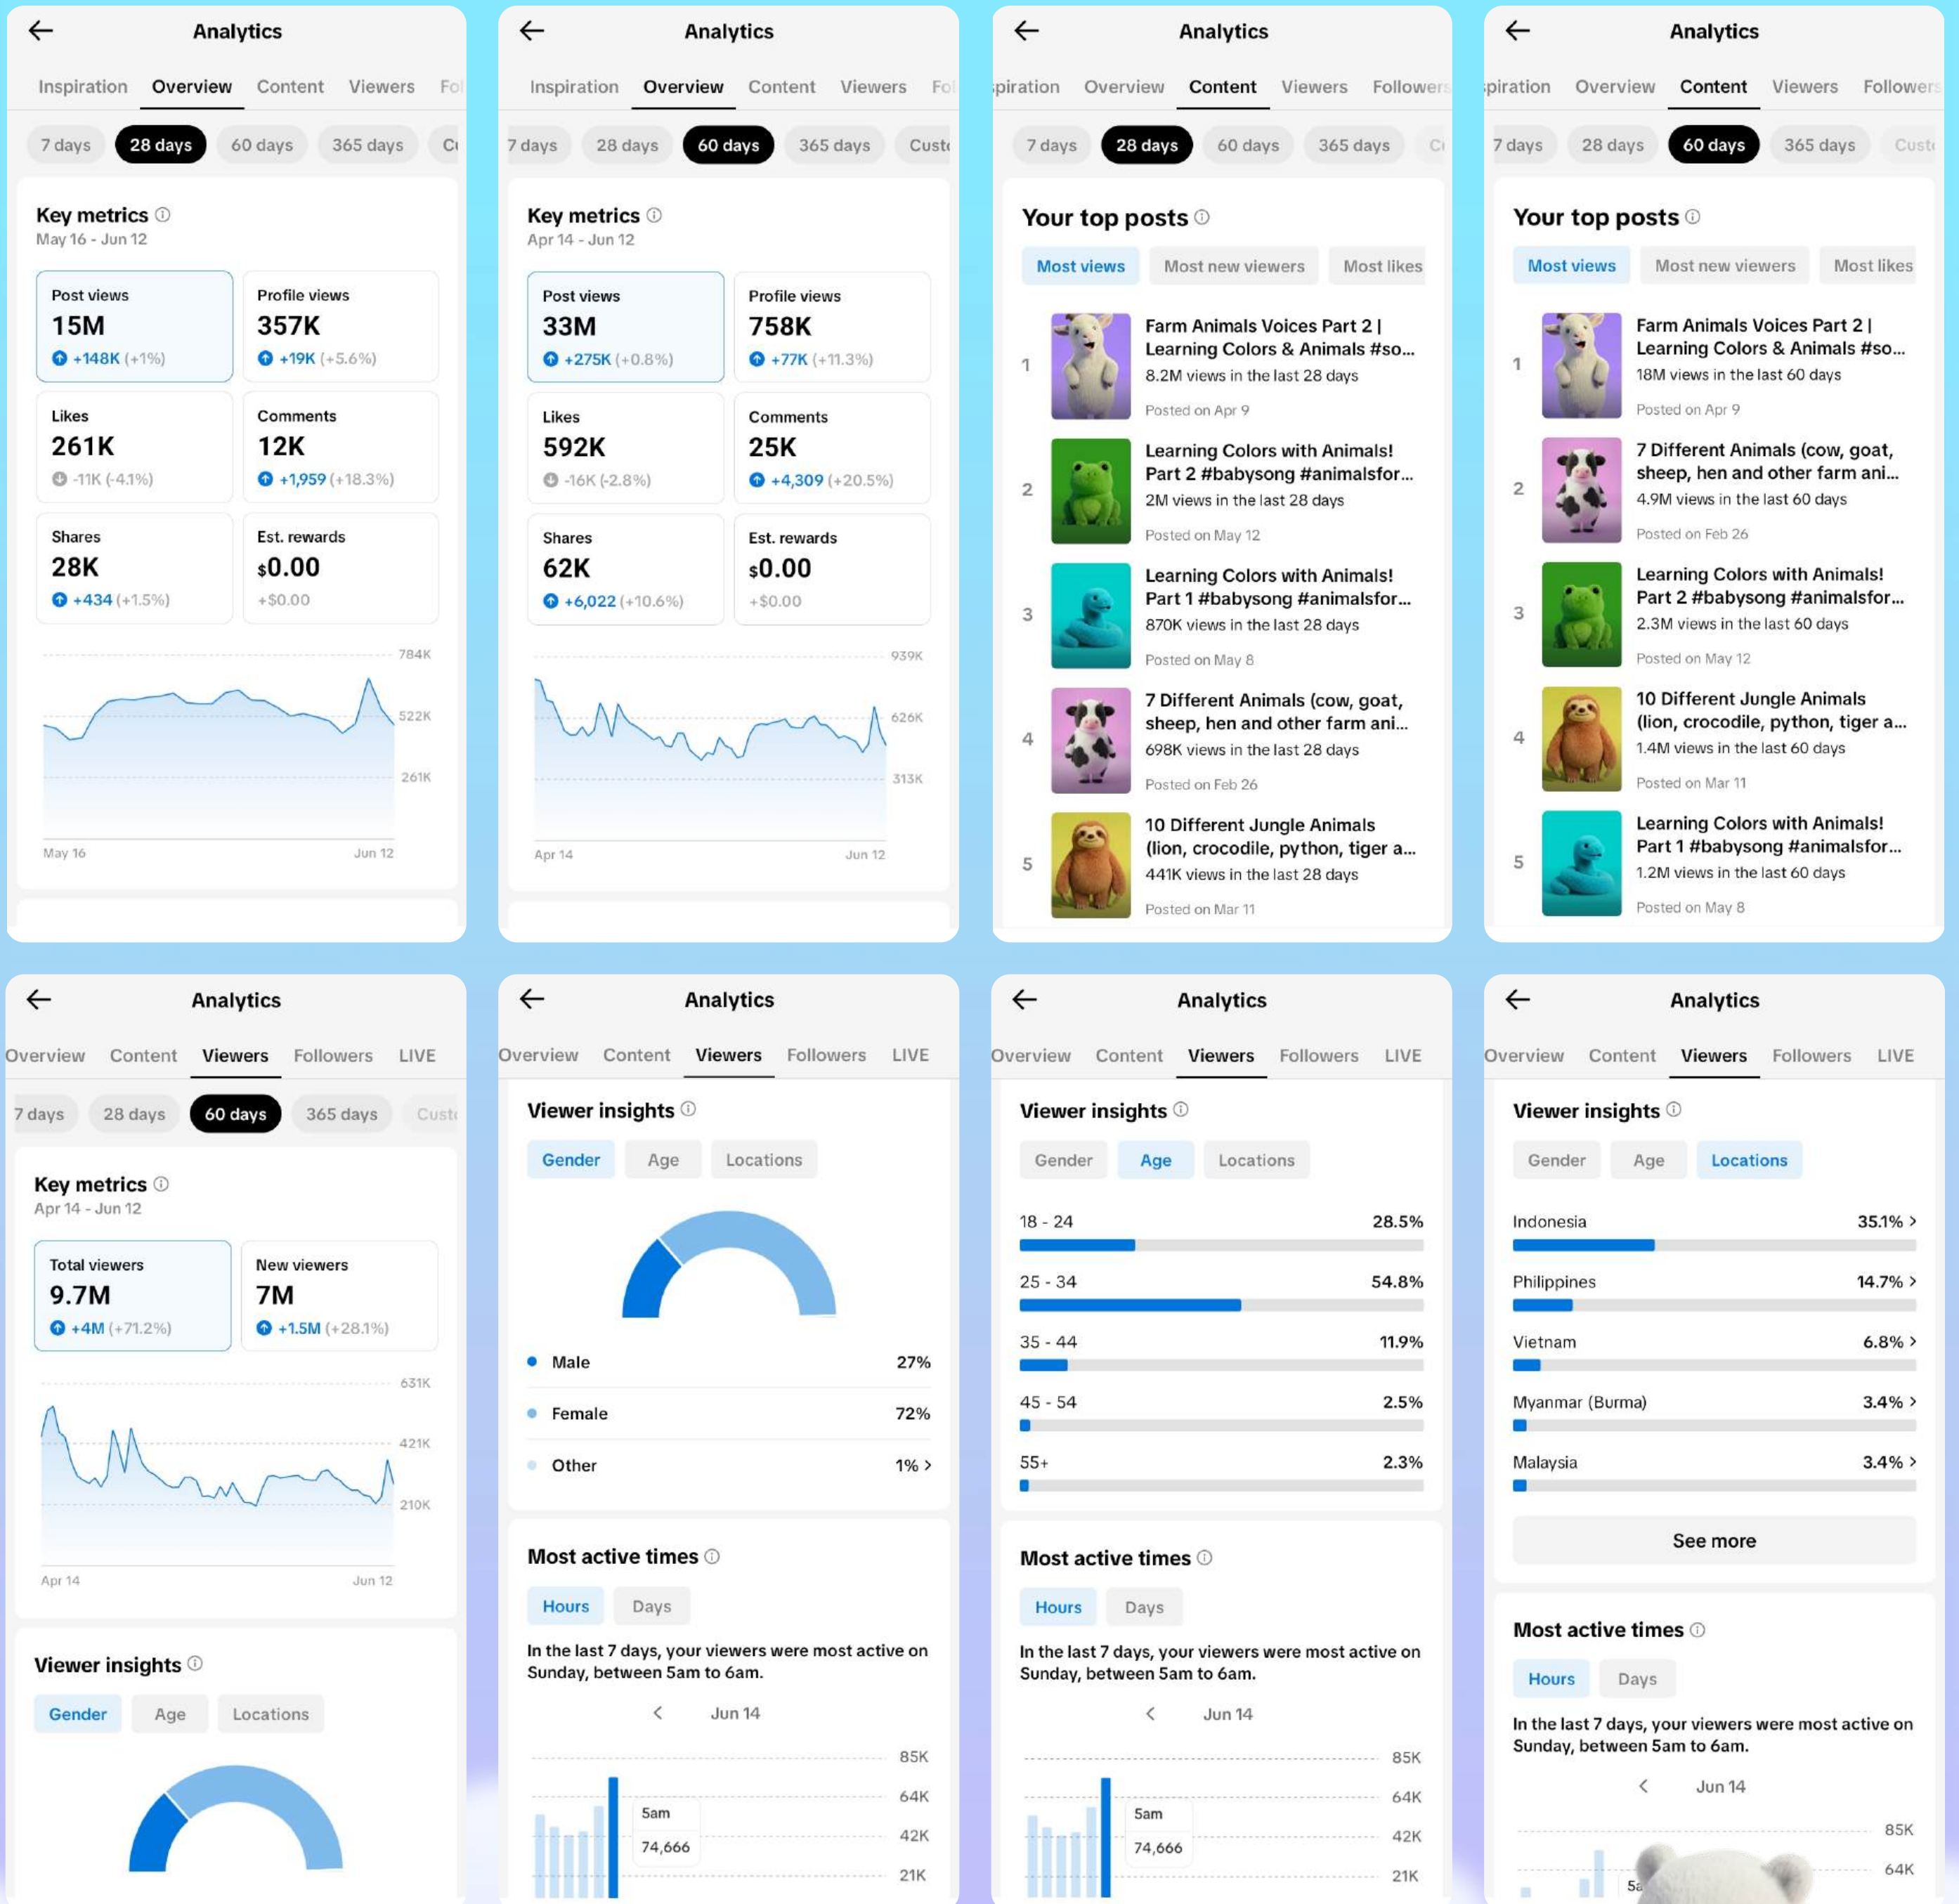 Analytics
Inspiration Overview Content Viewers Fol
7 days 28 days 60 days 365 days Cu
Key metrics
May 16 - Jun 12
Post views
15M
+148K (+1%)
Profile views
357K
+19K (+5.6%)
Likes
261K
-11K (-4.1%)
Comments
12K
+1,959 (+18.3%)
Shares
28K
+434 (+1.5%)
Est. rewards
$0.00
+$0.00
784K
522K
261K
May 16 Jun 12
Analytics
Inspiration Overview Content Viewers Fol
7 days 28 days 60 days 365 days Custo
Key metrics
Apr 14 - Jun 12
Post views
33M
+275K (+0.8%)
Profile views
758K
+77K (+11.3%)
Likes
592K
-16K (-2.8%)
Comments
25K
+4,309 (+20.5%)
Shares
62K
+6,022 (+10.6%)
Est. rewards
$0.00
+$0.00
939K
626K
313K
Apr 14 Jun 12
Analytics
spiration Overview Content Viewers Followers
7 days 28 days 60 days 365 days Cu
Your top posts
Most views Most new viewers Most likes
1
Farm Animals Voices Part 2 |
Learning Colors & Animals #so...
8.2M views in the last 28 days
Posted on Apr 9
2
Learning Colors with Animals!
Part 2 #babysong #animalsfor...
2M views in the last 28 days
Posted on May 12
3
Learning Colors with Animals!
Part 1 #babysong #animalsfor...
870K views in the last 28 days
Posted on May 8
4
7 Different Animals (cow, goat,
sheep, hen and other farm ani...
698K views in the last 28 days
Posted on Feb 26
5
10 Different Jungle Animals
(lion, crocodile, python, tiger a...
441K views in the last 28 days
Posted on Mar 11
Analytics
spiration Overview Content Viewers Followers
7 days 28 days 60 days 365 days Custo
Your top posts
Most views Most new viewers Most likes
1
Farm Animals Voices Part 2 |
Learning Colors & Animals #so...
18M views in the last 60 days
Posted on Apr 9
2
7 Different Animals (cow, goat,
sheep, hen and other farm ani...
4.9M views in the last 60 days
Posted on Feb 26
3
Learning Colors with Animals!
Part 2 #babysong #animalsfor...
2.3M views in the last 60 days
Posted on May 12
4
10 Different Jungle Animals
(lion, crocodile, python, tiger a...
1.4M views in the last 60 days
Posted on Mar 11
5
Learning Colors with Animals!
Part 1 #babysong #animalsfor...
1.2M views in the last 60 days
Posted on May 8
Analytics
Overview Content Viewers Followers LIVE
7 days 28 days 60 days 365 days Custo
Key metrics
Apr 14 - Jun 12
Total viewers
9.7M
+4M (+71.2%)
New viewers
7M
+1.5M (+28.1%)
631K
421K
210K
Apr 14 Jun 12
Viewer insights
Gender Age Locations
Analytics
Overview Content Viewers Followers LIVE
Viewer insights
Gender Age Locations
Male 27%
Female 72%
Other 1% >
Most active times
Hours Days
In the last 7 days, your viewers were most active on
Sunday, between 5am to 6am.
< Jun 14
85K
64K
5am
42K
74,666
21K
Analytics
Overview Content Viewers Followers LIVE
Viewer insights
Gender Age Locations
18 - 24 28.5%
25 - 34 54.8%
35 - 44 11.9%
45 - 54 2.5%
55+ 2.3%
Most active times
Hours Days
In the last 7 days, your viewers were most active on
Sunday, between 5am to 6am.
< Jun 14
85K
64K
5am
42K
74,666
21K
Analytics
Overview Content Viewers Followers LIVE
Viewer insights
Gender Age Locations
Indonesia 35.1% >
Philippines 14.7% >
Vietnam 6.8% >
Myanmar (Burma) 3.4% >
Malaysia 3.4% >
See more
Most active times
Hours Days
In the last 7 days, your viewers were most active on
Sunday, between 5am to 6am.
< Jun 14
85K
64K
5a